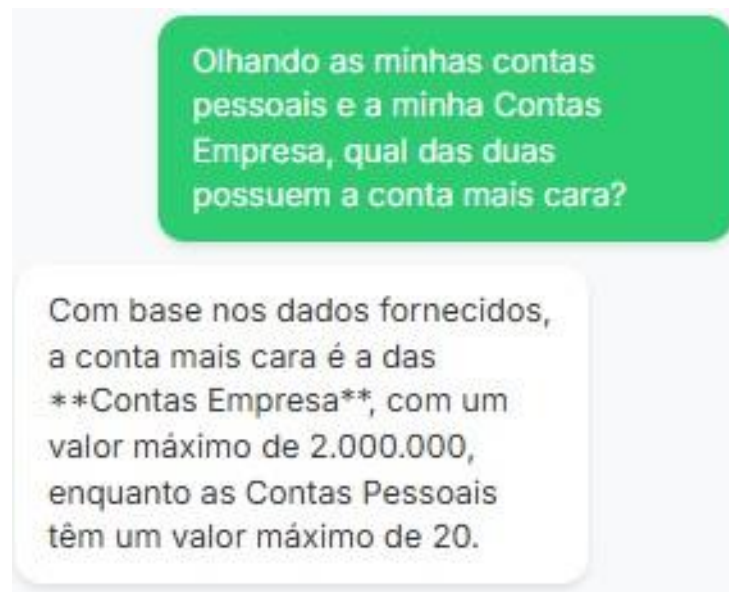 Olhando as minhas contas
pessoais e a minha Contas
Empresa, qual das duas
possuem a conta mais cara?
Com base nos dados fornecidos,
a conta mais cara é a das
**Contas Empresa**, com um
valor máximo de 2.000.000,
enquanto as Contas Pessoais
têm um valor máximo de 20.